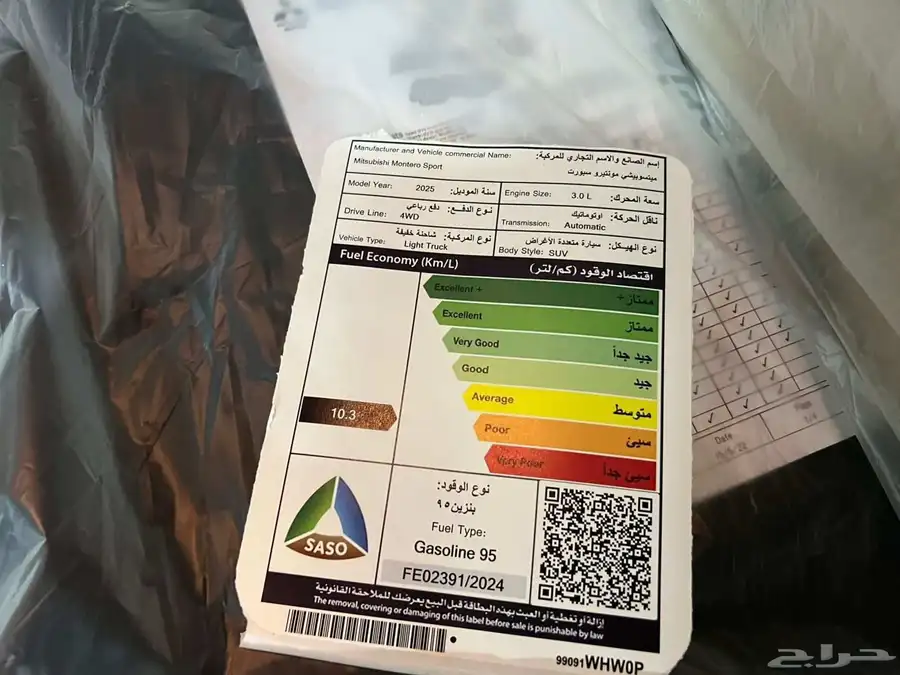 Manufacturer and Vehicle commercial Name: إسم الصانع والاسم التجاري للمركبة:
Mitsubishi Montero Sport ميتسوبيشي مونتيرو سبورت
Model Year: 2025 سنة الموديل: Engine Size: 3.0 L سعة المحرك:
Drive Line: دفع رباعي 4WD نوع الدفع: Transmission: اوتوماتيك Automatic ناقل الحركة:
Vehicle Type: شاحنة خفيفة Light Truck نوع المركبة: Body Style: SUV سيارة متعددة الأغراض نوع الهيكل:
Fuel Economy (Km/L) اقتصاد الوقود (كم/لتر)
Excellent + ممتاز+
Excellent ممتاز
Very Good جيد جداً
Good جيد
Average متوسط
10.3
Poor سيئ
Very Poor سيئ جداً
SASO
نوع الوقود:
بنزين ٩٥
Fuel Type:
Gasoline 95
FE02391/2024
إزالة أو تغطية أو العبث بهذه البطاقة قبل البيع يعرضك للملاحقة القانونية
The removal, covering or damaging of this label before sale is punishable by law
99091WHW0P
Date
Page
حراج